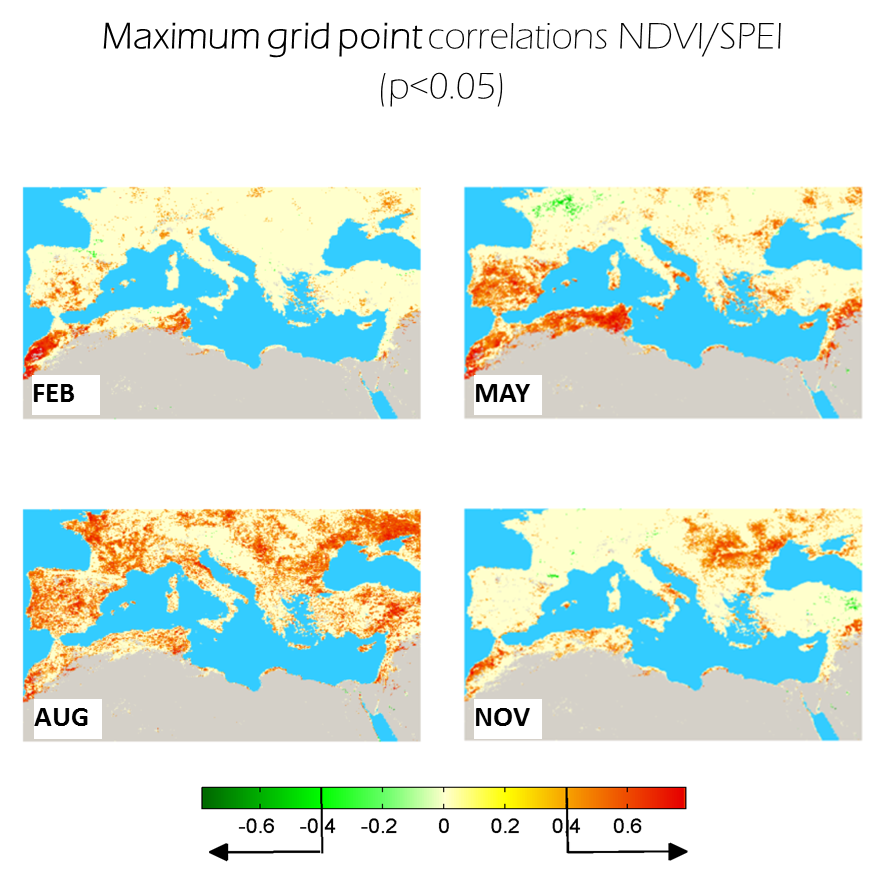 Maximum grid point correlations NDVI/SPEI
(p<0.05)
FEB
MAY
AUG
NOV
-0.6 -0.4 -0.2 0 0.2 0.4 0.6